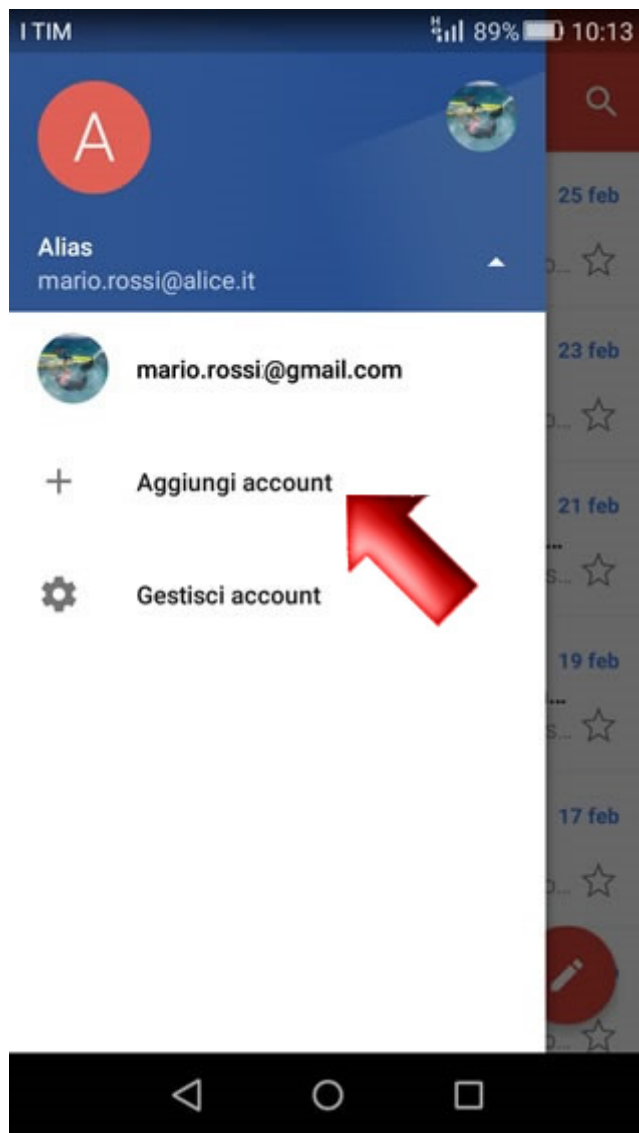 I TIM
H
89%
10:13
A
25 feb
Alias
mario.rossi@alice.it
mario.rossi@gmail.com
23 feb
Aggiungi account
21 feb
Gestisci account
19 feb
17 feb